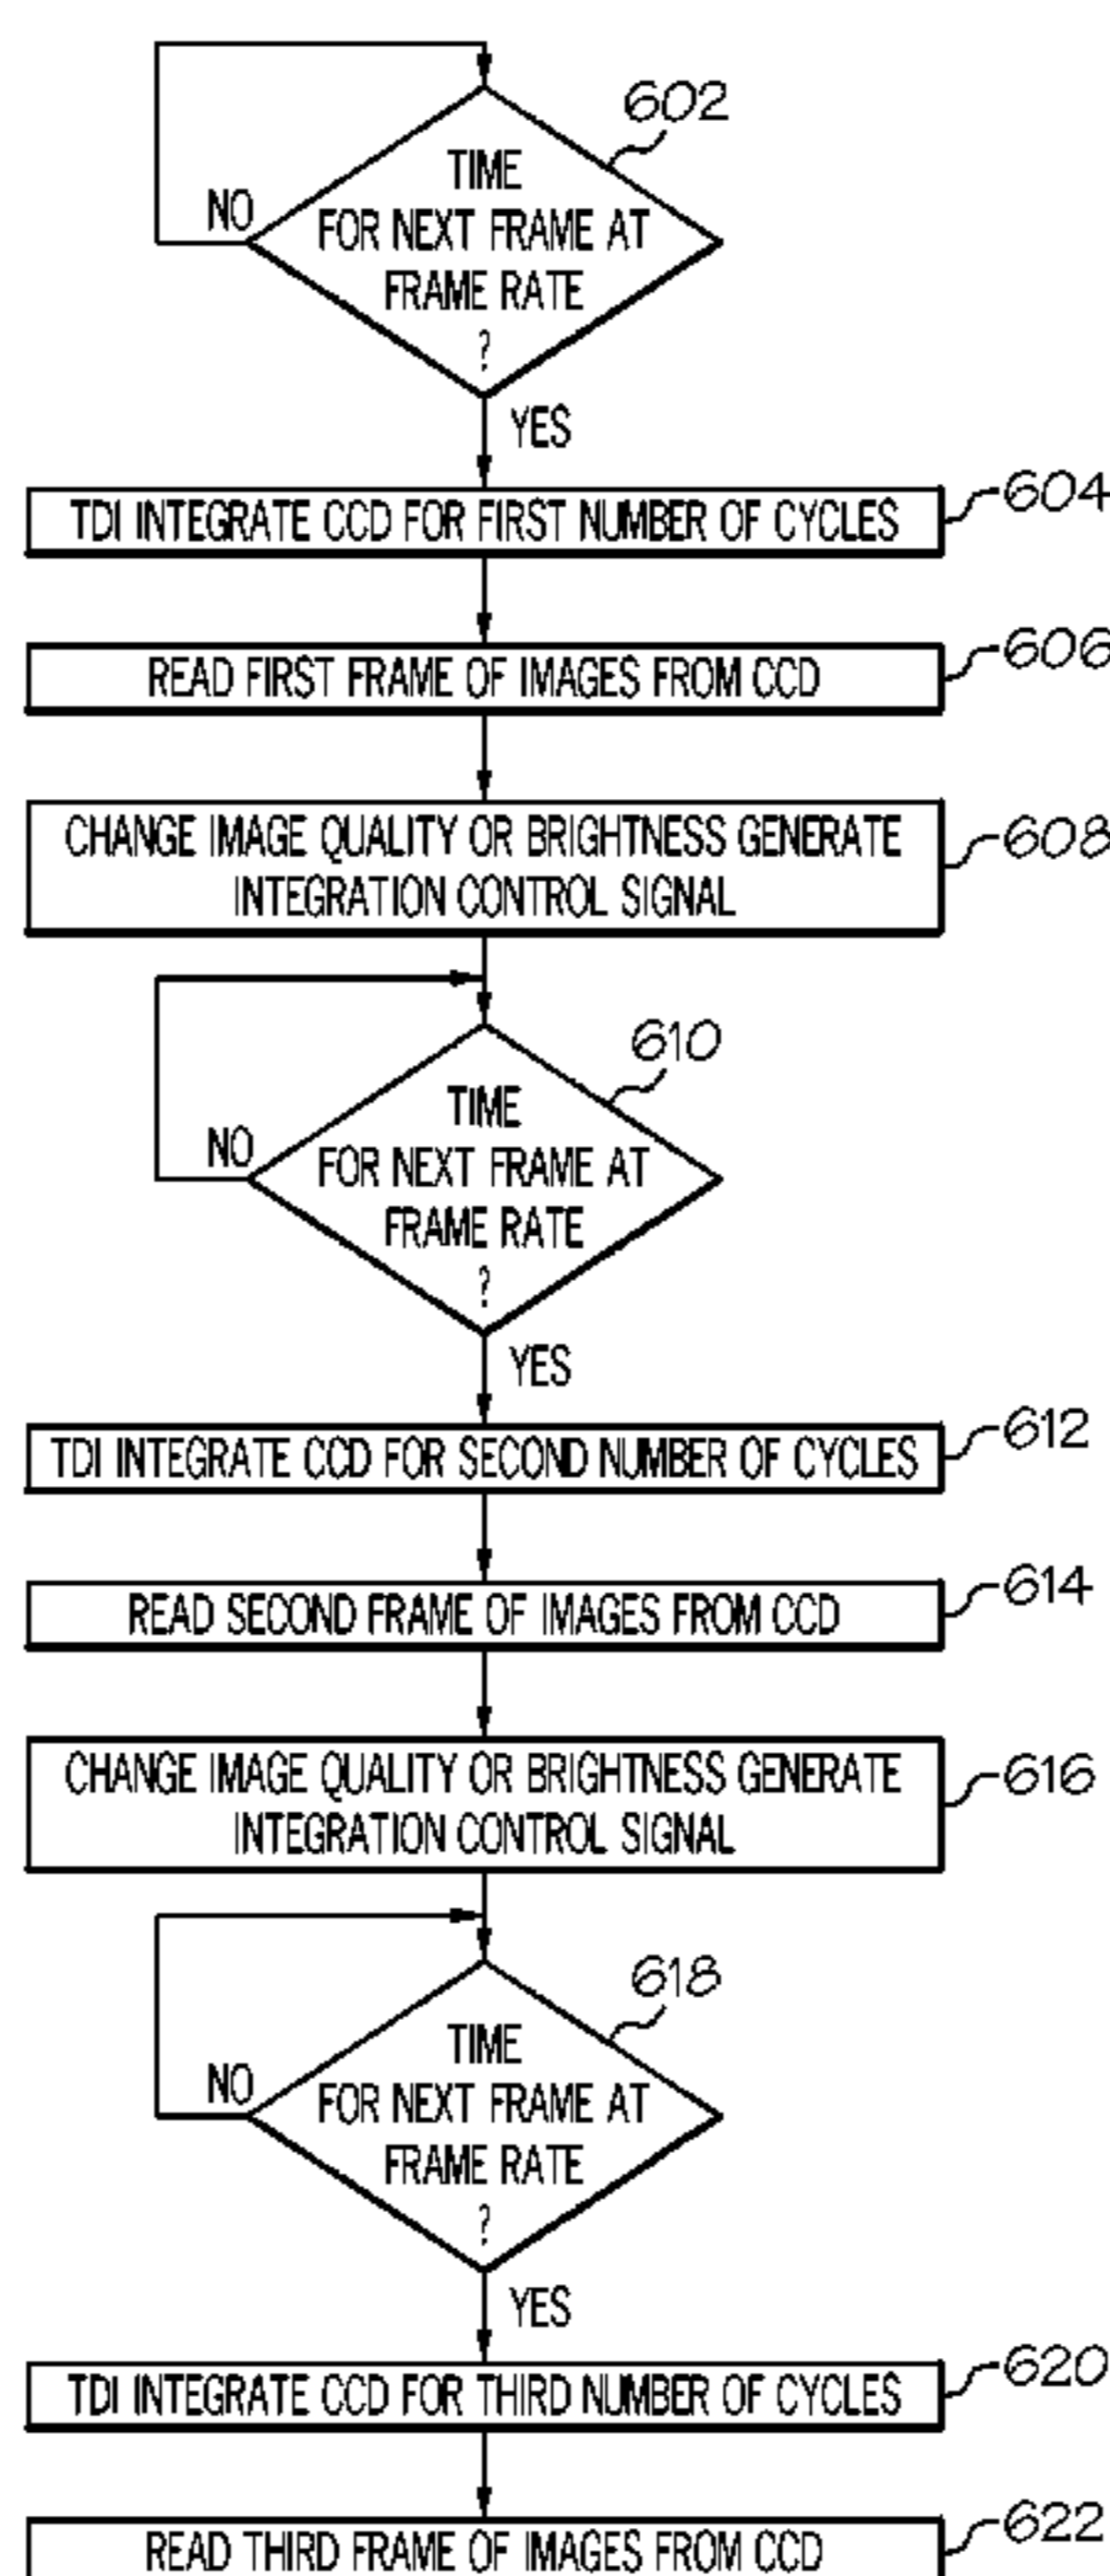 602
TIME
FOR NEXT FRAME AT
FRAME RATE
?
NO
YES
TDI INTEGRATE CCD FOR FIRST NUMBER OF CYCLES
604
READ FIRST FRAME OF IMAGES FROM CCD
606
CHANGE IMAGE QUALITY OR BRIGHTNESS GENERATE
INTEGRATION CONTROL SIGNAL
608
610
TIME
FOR NEXT FRAME AT
FRAME RATE
?
NO
YES
TDI INTEGRATE CCD FOR SECOND NUMBER OF CYCLES
612
READ SECOND FRAME OF IMAGES FROM CCD
614
CHANGE IMAGE QUALITY OR BRIGHTNESS GENERATE
INTEGRATION CONTROL SIGNAL
616
618
TIME
FOR NEXT FRAME AT
FRAME RATE
?
NO
YES
TDI INTEGRATE CCD FOR THIRD NUMBER OF CYCLES
620
READ THIRD FRAME OF IMAGES FROM CCD
622